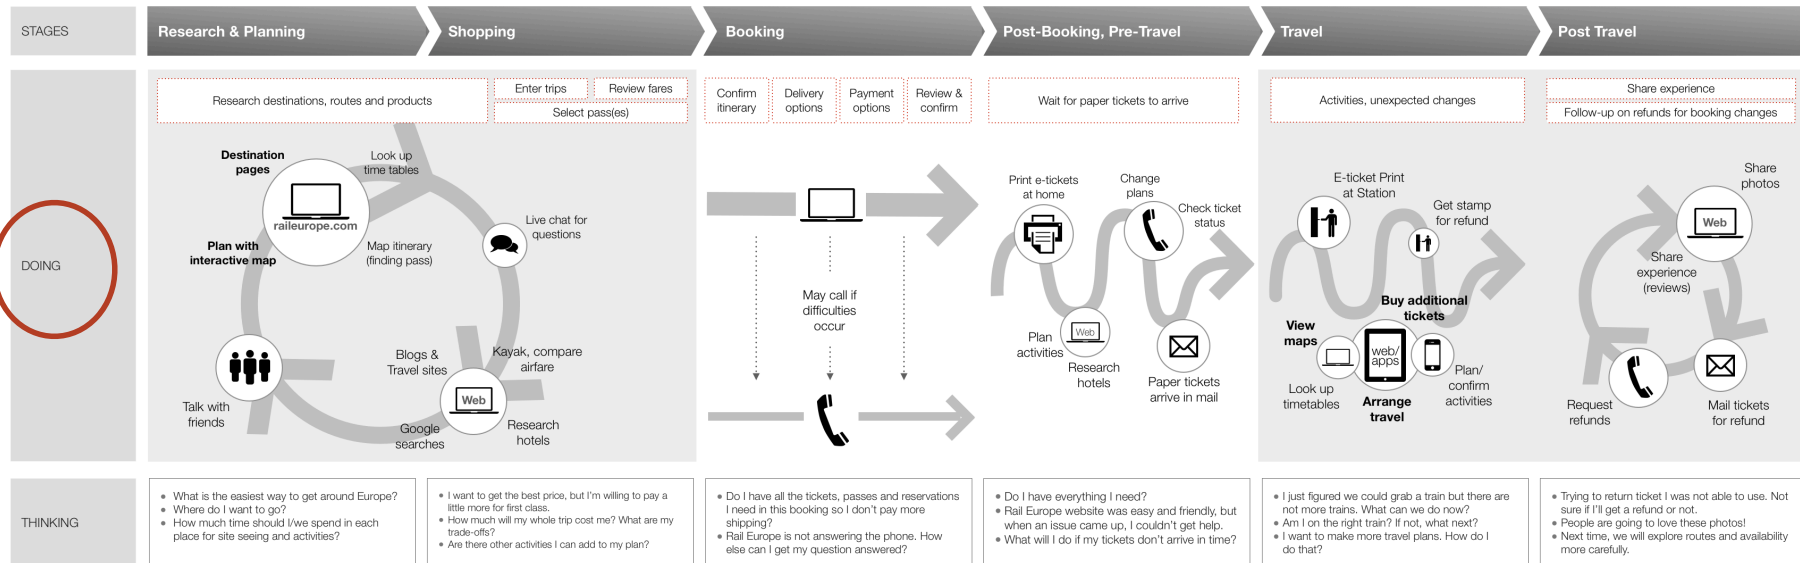 STAGES
Research & Planning
Shopping
Booking
Post-Booking, Pre-Travel
Travel
Post Travel
DOING
Research destinations, routes and products
Enter trips
Review fares
Select pass(es)
Confirm
itinerary
Delivery
options
Payment
options
Review &
confirm
Wait for paper tickets to arrive
Activities, unexpected changes
Share experience
Follow-up on refunds for booking changes
Destination
pages
Look up
time tables
raileurope.com
Plan with
interactive map
Map itinerary
(finding pass)
Live chat for
questions
Talk with
friends
Blogs &
Travel sites
Kayak, compare
airfare
Web
Google
searches
Research
hotels
May call if
difficulties
occur
Print e-tickets
at home
Change
plans
Check ticket
status
Plan
activities
Web
Research
hotels
Paper tickets
arrive in mail
E-ticket Print
at Station
Get stamp
for refund
Buy additional
tickets
View
maps
web/
apps
Look up
timetables
Arrange
travel
Plan/
confirm
activities
Share
photos
Web
Share
experience
(reviews)
Request
refunds
Mail tickets
for refund
THINKING
• What is the easiest way to get around Europe?
• Where do I want to go?
• How much time should I/we spend in each
place for site seeing and activities?
• I want to get the best price, but I'm willing to pay a
little more for first class.
• How much will my whole trip cost me? What are my
trade-offs?
• Are there other activities I can add to my plan?
• Do I have all the tickets, passes and reservations
I need in this booking so I don't pay more
shipping?
• Rail Europe is not answering the phone. How
else can I get my question answered?
• Do I have everything I need?
• Rail Europe website was easy and friendly, but
when an issue came up, I couldn't get help.
• What will I do if my tickets don't arrive in time?
• I just figured we could grab a train but there are
not more trains. What can we do now?
• Am I on the right train? If not, what next?
• I want to make more travel plans. How do I
do that?
• Trying to return ticket I was not able to use. Not
sure if I'll get a refund or not.
• People are going to love these photos!
• Next time, we will explore routes and availability
more carefully.